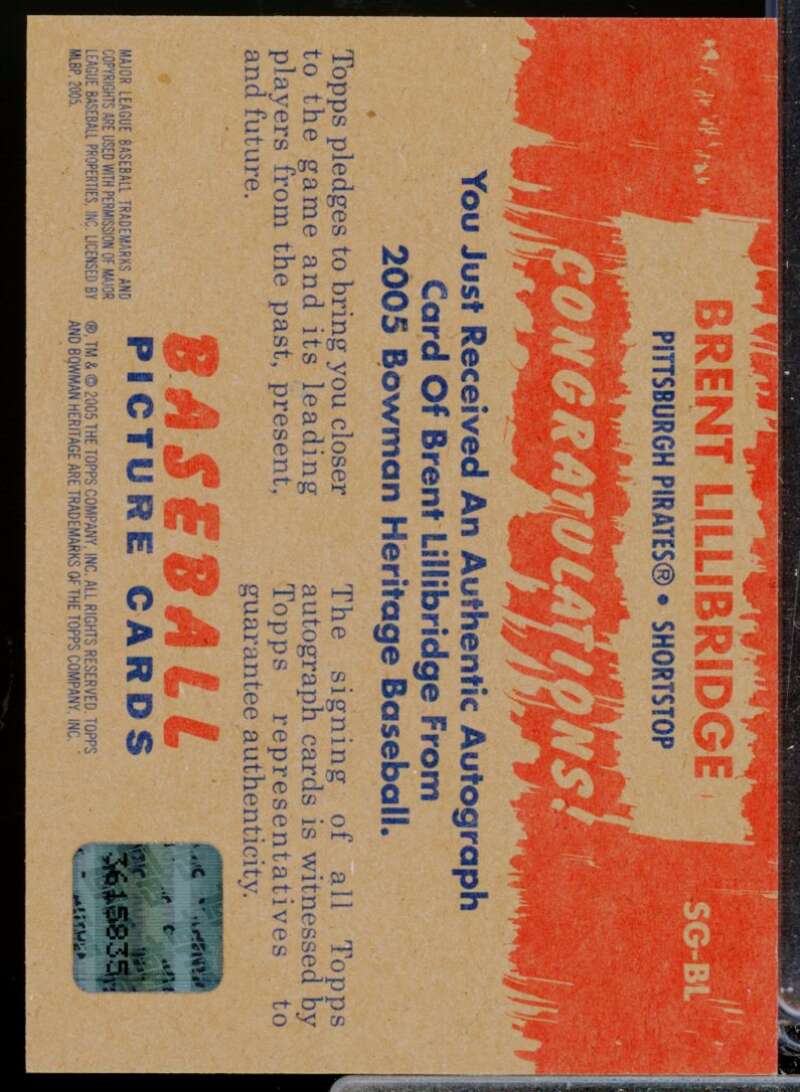 BRENT LILLIBRIDGE
SG-BL
PITTSBURGH PIRATES® • SHORTSTOP
CONGRATULATIONS!
You Just Received An Authentic Autograph
Card Of Brent Lillibridge From
2005 Bowman Heritage Baseball.
Topps pledges to bring you closer
to the game and its leading
players from the past, present,
and future.
The signing of all Topps
autograph cards is witnessed by
Topps representatives to
guarantee authenticity.
BASEBALL
PICTURE CARDS
MAJOR LEAGUE BASEBALL TRADEMARKS AND
COPYRIGHTS ARE USED WITH PERMISSION OF MAJOR
LEAGUE BASEBALL PROPERTIES, INC. LICENSED BY
MLBP, 2005.
®, TM & © 2005 THE TOPPS COMPANY, INC. ALL RIGHTS RESERVED. TOPPS
AND BOWMAN HERITAGE ARE TRADEMARKS OF THE TOPPS COMPANY, INC.